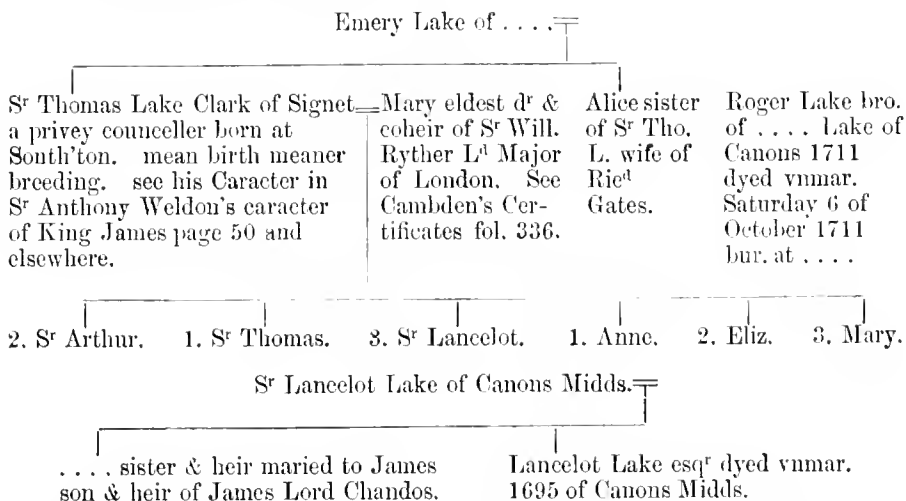 Emery Lake of . . . .
Sʳ Thomas Lake Clark of Signet
a privey counceller born at
South'ton. mean birth meaner
breeding. see his Caracter in
Sʳ Anthony Weldon's caracter
of King James page 50 and
elsewhere.
Mary eldest dʳ &
coheir of Sʳ Will.
Ryther Lᵈ Major
of London. See
Cambden's Cer-
tificates fol. 336.
Alice sister
of Sʳ Tho.
L. wife of
Ricᵈ
Gates.
Roger Lake bro.
of . . . . Lake of
Canons 1711
dyed vnmar.
Saturday 6 of
October 1711
bur. at . . . .
2. Sʳ Arthur. 1. Sʳ Thomas. 3. Sʳ Lancelot. 1. Anne. 2. Eliz. 3. Mary.
Sʳ Lancelot Lake of Canons Midds.
. . . . sister & heir maried to James
son & heir of James Lord Chandos.
Lancelot Lake esqʳ dyed vnmar.
1695 of Canons Midds.